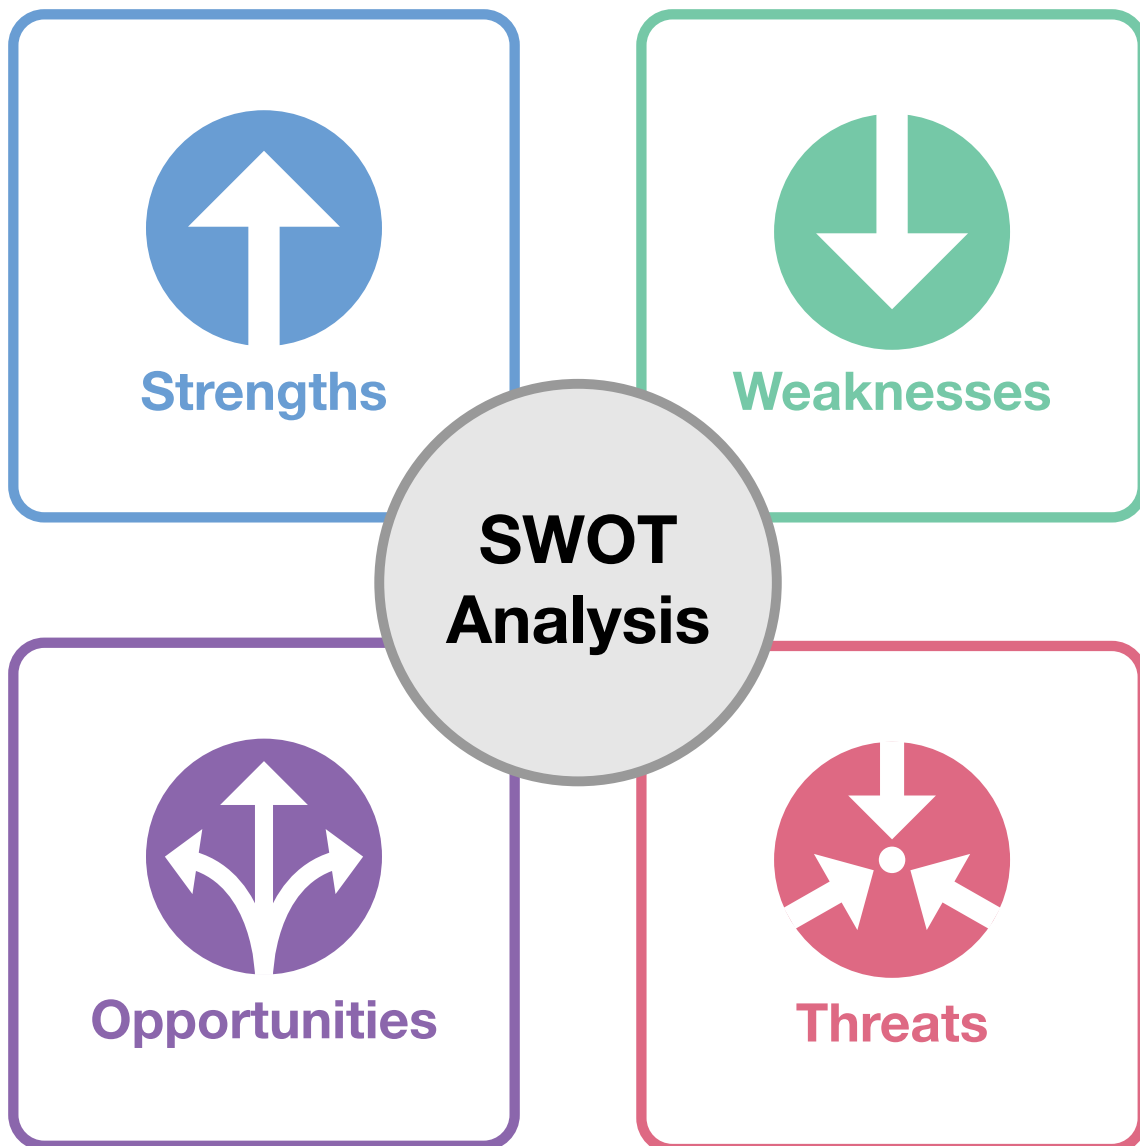 Strengths
Weaknesses
SWOT
Analysis
Opportunities
Threats